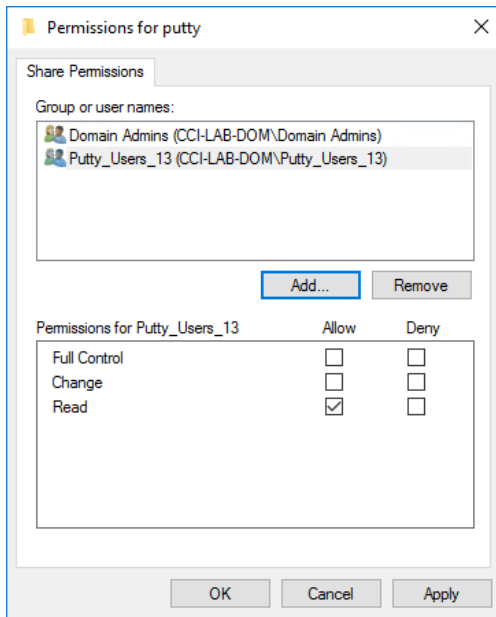 Permissions for putty
Share Permissions
Group or user names:
Domain Admins (CCI-LAB-DOM\Domain Admins)
Putty_Users_13 (CCI-LAB-DOM\Putty_Users_13)
Add... Remove
Permissions for Putty_Users_13 Allow Deny
Full Control
Change
Read
OK Cancel Apply